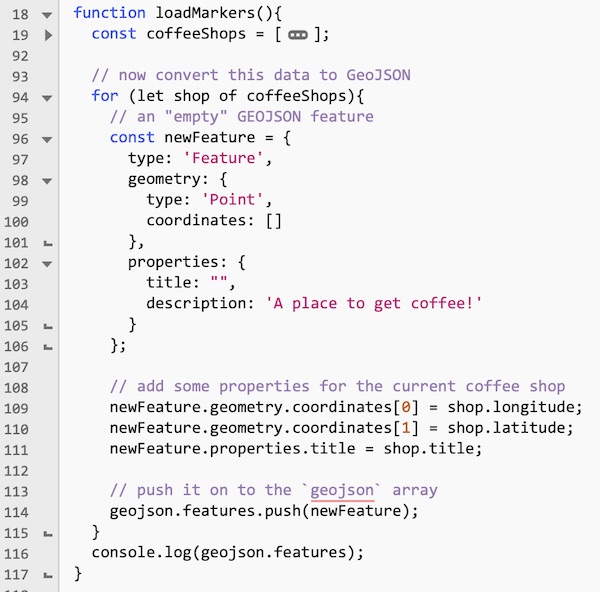 18 function loadMarkers(){
19 const coffeeShops = [ ];
92
93 // now convert this data to GeoJSON
94 for (let shop of coffeeShops){
95 // an "empty" GEOJSON feature
96 const newFeature = {
97 type: 'Feature',
98 geometry: {
99 type: 'Point',
100 coordinates: []
101 },
102 properties: {
103 title: "",
104 description: 'A place to get coffee!'
105 }
106 };
107
108 // add some properties for the current coffee shop
109 newFeature.geometry.coordinates[0] = shop.longitude;
110 newFeature.geometry.coordinates[1] = shop.latitude;
111 newFeature.properties.title = shop.title;
112
113 // push it on to the `geojson` array
114 geojson.features.push(newFeature);
115 }
116 console.log(geojson.features);
117 }